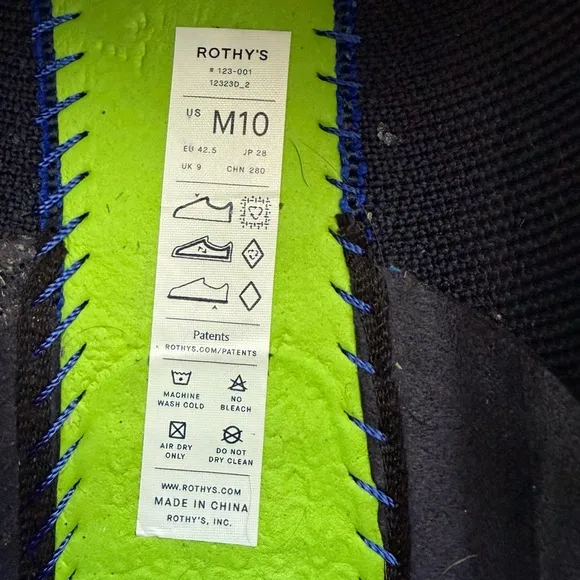 ROTHY'S
# 123-001
12323D_2
US M10
EU 42.5 JP 28
UK 9 CHN 280
Patents
ROTHYS.COM/PATENTS
MACHINE WASH COLD
NO BLEACH
AIR DRY ONLY
DO NOT DRY CLEAN
WWW.ROTHYS.COM
MADE IN CHINA
ROTHY'S, INC.